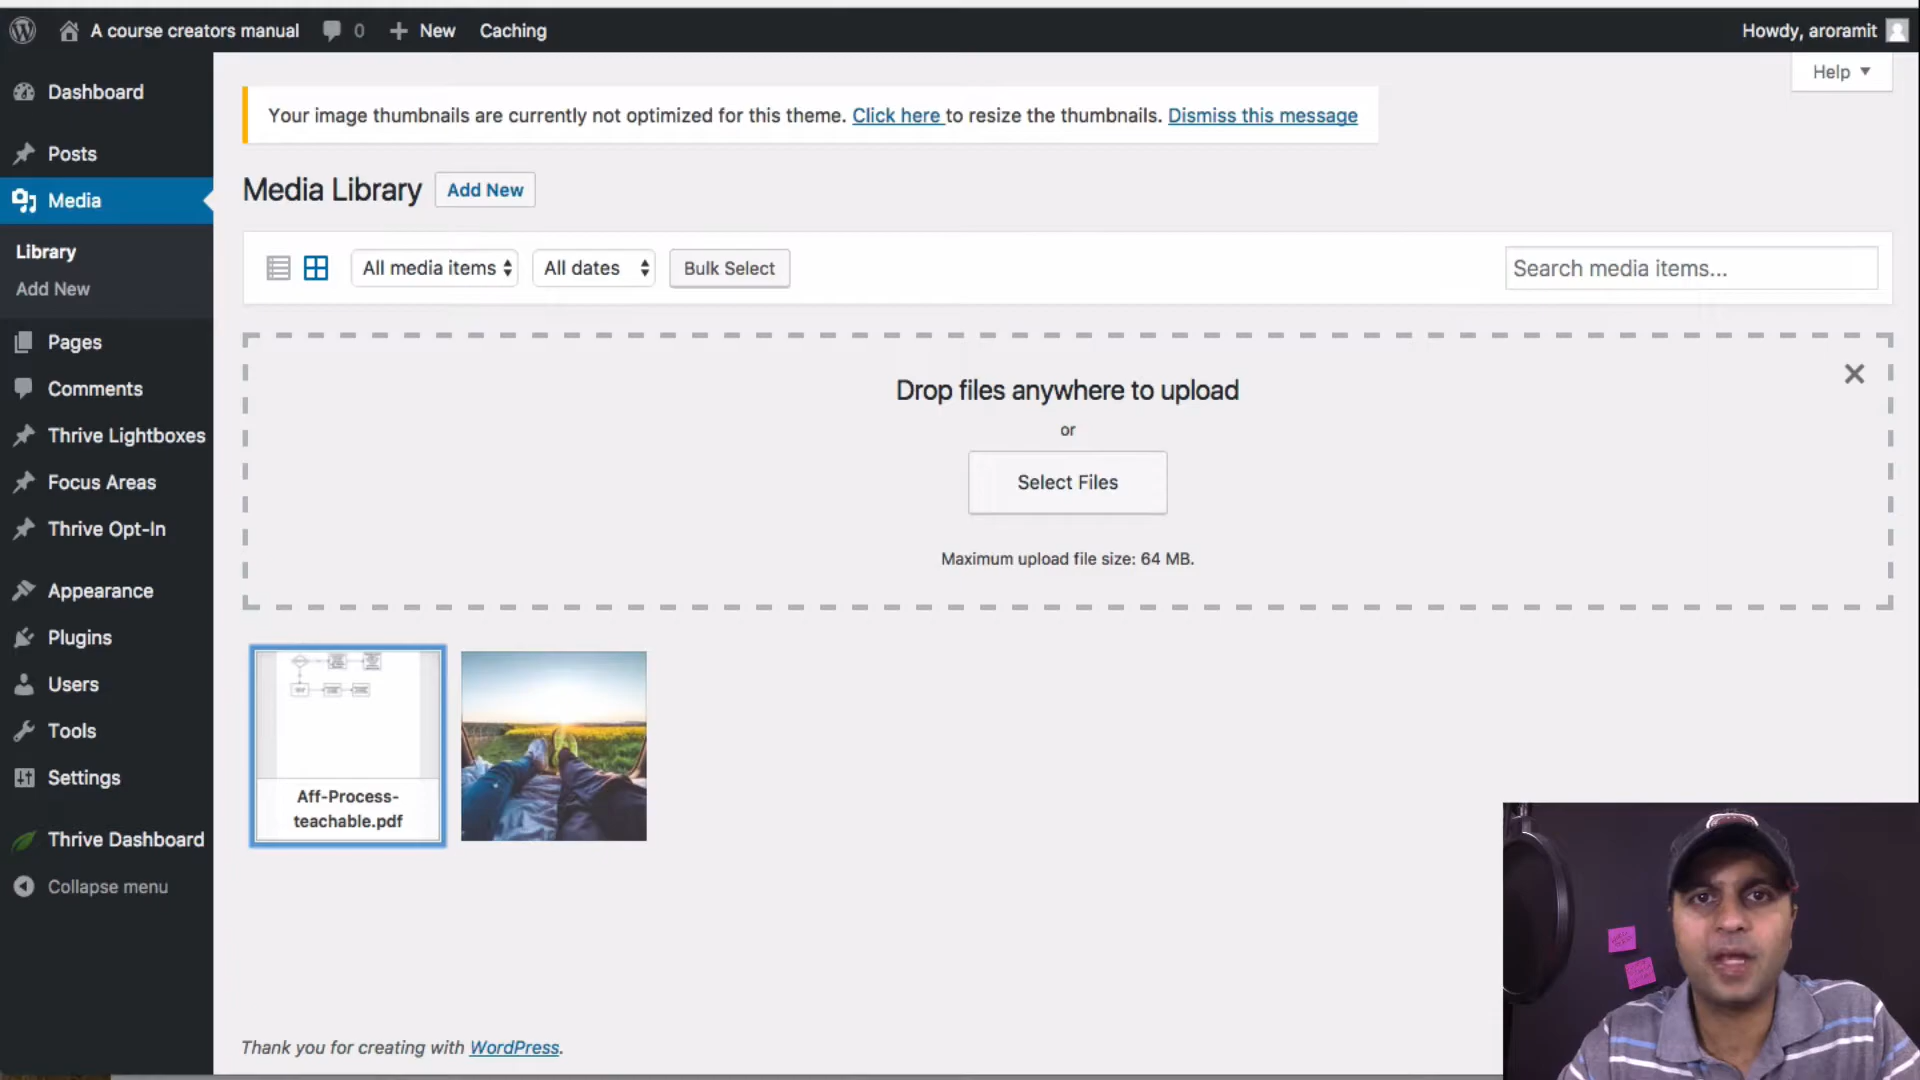 A course creators manual
0
New
Caching
Howdy, aroramit
Help
Dashboard
Posts
Media
Library
Add New
Pages
Comments
Thrive Lightboxes
Focus Areas
Thrive Opt-In
Appearance
Plugins
Users
Tools
Settings
Thrive Dashboard
Collapse menu
Your image thumbnails are currently not optimized for this theme. Click here to resize the thumbnails. Dismiss this message
Media Library
Add New
All media items
All dates
Bulk Select
Search media items...
Drop files anywhere to upload
or
Select Files
Maximum upload file size: 64 MB.
Aff-Process-
teachable.pdf
Thank you for creating with WordPress.